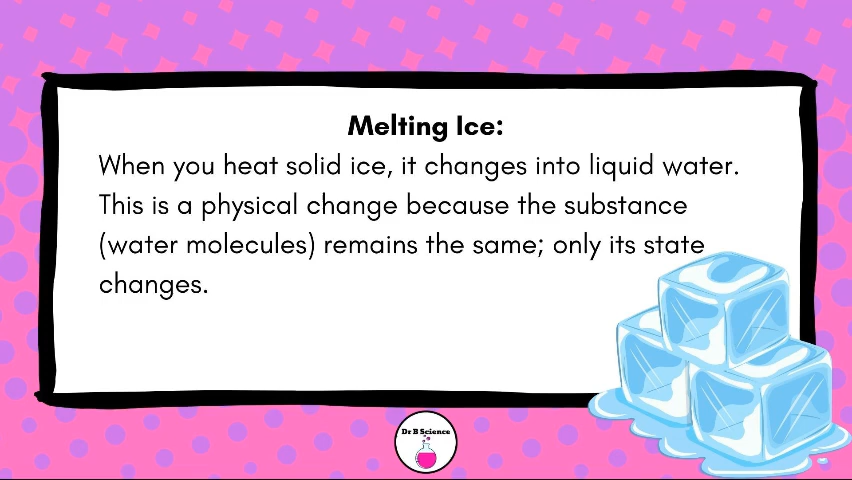 Melting Ice:
When you heat solid ice, it changes into liquid water.
This is a physical change because the substance
(water molecules) remains the same; only its state
changes.
Dr B Science